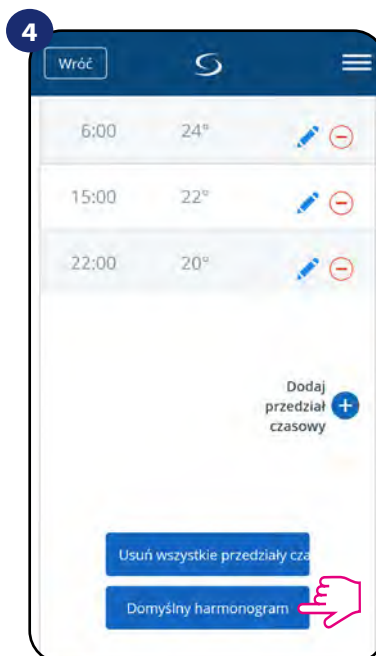 4
Wróć
6:00 24°
15:00 22°
22:00 20°
Dodaj
przedział
czasowy
Usuń wszystkie przedziały cza
Domyślny harmonogram